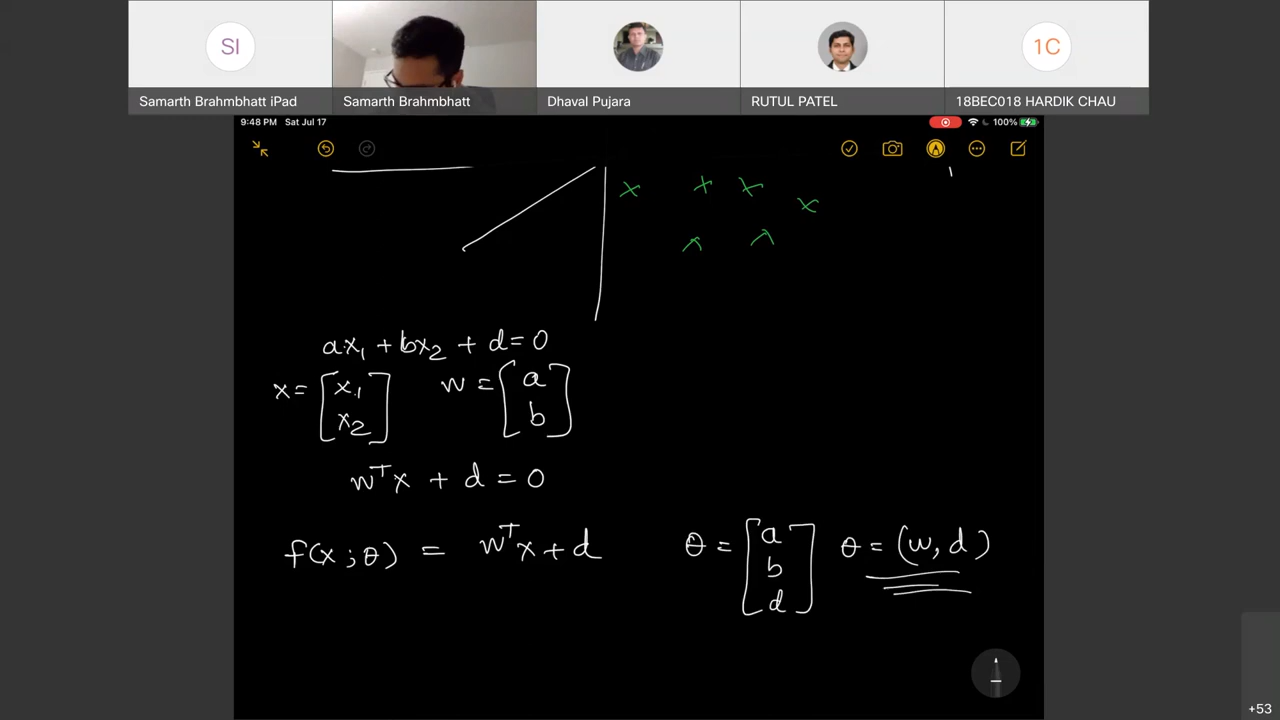 SI
1C
Samarth Brahmbhatt iPad
Samarth Brahmbhatt
Dhaval Pujara
RUTUL PATEL
18BEC018 HARDIK CHAU
9:48 PM Sat Jul 17
100%
ax₁ + bx₂ + d = 0
x = [x₁ x₂] w = [a b]
wᵀx + d = 0
f(x; θ) = wᵀx + d θ = [a b d] θ = (w, d)
+53